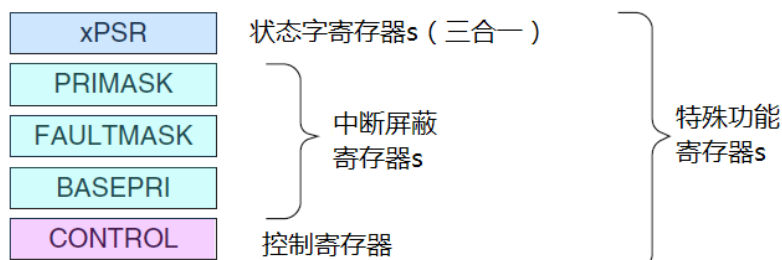 xPSR 状态字寄存器s（三合一）
PRIMASK
FAULTMASK
BASEPRI
中断屏蔽
寄存器s
CONTROL 控制寄存器
特殊功能
寄存器s